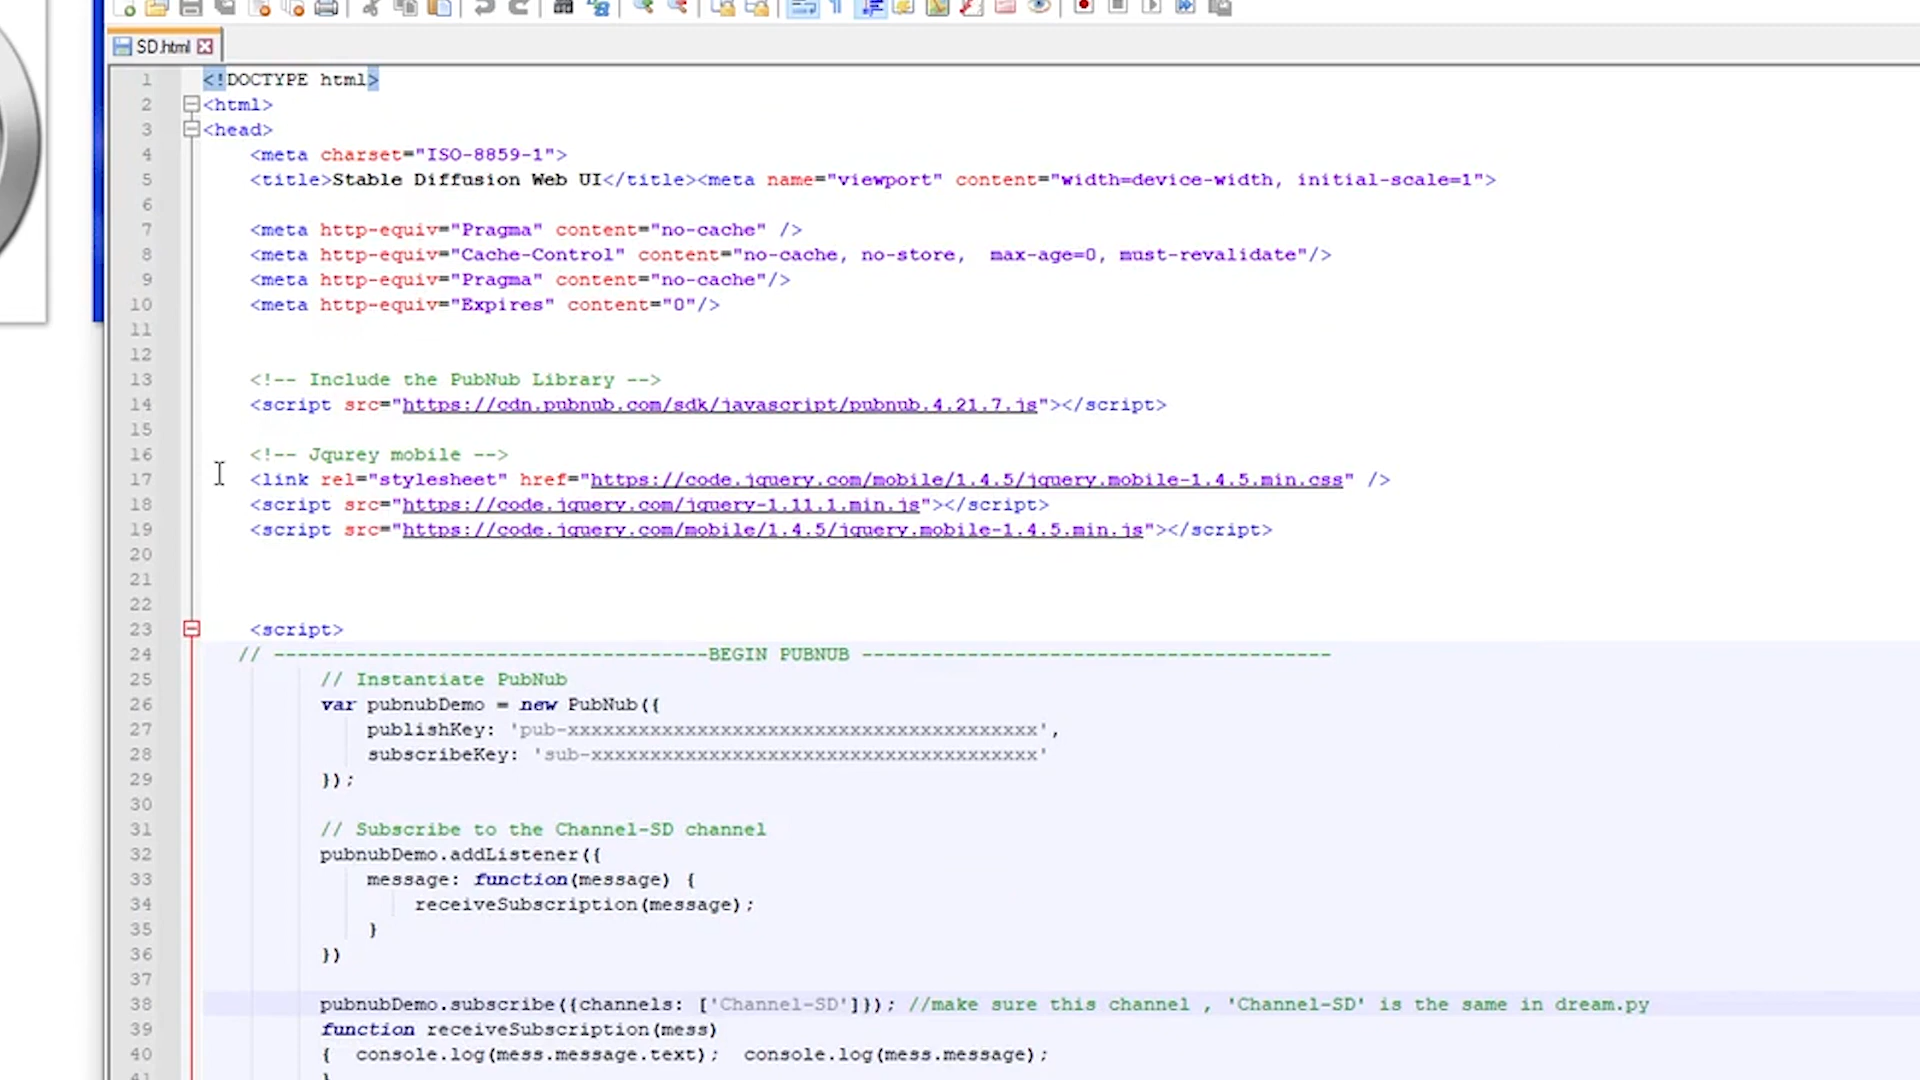 SD.html
1 <!DOCTYPE html>
2 <html>
3 <head>
4 <meta charset="ISO-8859-1">
5 <title>Stable Diffusion Web UI</title><meta name="viewport" content="width=device-width, initial-scale=1">
6
7 <meta http-equiv="Pragma" content="no-cache" />
8 <meta http-equiv="Cache-Control" content="no-cache, no-store,  max-age=0, must-revalidate"/>
9 <meta http-equiv="Pragma" content="no-cache"/>
10 <meta http-equiv="Expires" content="0"/>
11
12
13 <!-- Include the PubNub Library -->
14 <script src="https://cdn.pubnub.com/sdk/javascript/pubnub.4.21.7.js"></script>
15
16 <!-- Jqurey mobile -->
17 <link rel="stylesheet" href="https://code.jquery.com/mobile/1.4.5/jquery.mobile-1.4.5.min.css" />
18 <script src="https://code.jquery.com/jquery-1.11.1.min.js"></script>
19 <script src="https://code.jquery.com/mobile/1.4.5/jquery.mobile-1.4.5.min.js"></script>
20
21
22
23 <script>
24 // -------------------------------------BEGIN PUBNUB ----------------------------------------
25 // Instantiate PubNub
26 var pubnubDemo = new PubNub({
27 publishKey: 'pub-xxxxxxxxxxxxxxxxxxxxxxxxxxxxxxxxxxxxxxxx',
28 subscribeKey: 'sub-xxxxxxxxxxxxxxxxxxxxxxxxxxxxxxxxxxxxxx'
29 });
30
31 // Subscribe to the Channel-SD channel
32 pubnubDemo.addListener({
33 message: function(message) {
34 receiveSubscription(message);
35 }
36 })
37
38 pubnubDemo.subscribe({channels: ['Channel-SD']}); //make sure this channel , 'Channel-SD' is the same in dream.py
39 function receiveSubscription(mess)
40 {  console.log(mess.message.text);  console.log(mess.message);